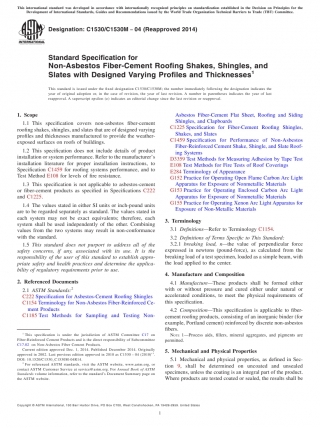 This international standard was developed in accordance with internationally recognized principles on standardization established in the Decision on Principles for the
Development of International Standards, Guides and Recommendations issued by the World Trade Organization Technical Barriers to Trade (TBT) Committee.
Designation: C1530/C1530M – 04 (Reapproved 2014)
INTERNATIONAL
Standard Specification for
Non-Asbestos Fiber-Cement Roofing Shakes, Shingles, and
Slates with Designed Varying Profiles and Thicknesses¹
This standard is issued under the fixed designation C1530/C1530M; the number immediately following the designation indicates the
year of original adoption or, in the case of revision, the year of last revision. A number in parentheses indicates the year of last
reapproval. A superscript epsilon (ε) indicates an editorial change since the last revision or reapproval.
1. Scope
1.1 This specification covers non-asbestos fiber-cement
roofing shakes, shingles, and slates that are of designed varying
profiles and thicknesses manufactured to provide the weather-
exposed surfaces on roofs of buildings.
1.2 This specification does not include details of product
installation or system performance. Refer to the manufacturer's
installation literature for proper installation instructions, to
Specification C1459 for roofing systems performance, and to
Test Method E108 for levels of fire resistance.
1.3 This specification is not applicable to asbestos-cement
or fiber-cement products as specified in Specifications C222
and C1225.
1.4 The values stated in either SI units or inch-pound units
are to be regarded separately as standard. The values stated in
each system may not be exact equivalents; therefore, each
system shall be used independently of the other. Combining
values from the two systems may result in non-conformance
with the standard.
1.5 This standard does not purport to address all of the
safety concerns, if any, associated with its use. It is the
responsibility of the user of this standard to establish appro-
priate safety and health practices and determine the applica-
bility of regulatory requirements prior to use.
2. Referenced Documents
2.1 ASTM Standards:²
C222 Specification for Asbestos-Cement Roofing Shingles
C1154 Terminology for Non-Asbestos Fiber-Reinforced Ce-
ment Products
C1185 Test Methods for Sampling and Testing Non-
¹ This specification is under the jurisdiction of ASTM Committee C17 on
Fiber-Reinforced Cement Products and is the direct responsibility of Subcommittee
C17.02 on Non-Asbestos Fiber Cement Products.
Current edition approved Dec. 1, 2014. Published December 2014. Originally
approved in 2002. Last previous edition approved in 2010 as
² For referenced ASTM standards, visit the ASTM website, www.astm.org, or
contact ASTM Customer Service at service@astm.org. For Annual Book of ASTM
Standards volume information, refer to the standard's Document Summary page on
the ASTM website.
Asbestos Fiber-Cement Flat Sheet, Roofing and Siding
Shingles, and Clapboards
C1225 Specification for Fiber-Cement Roofing Shingles,
Shakes, and Slates
C1459 Specification for Performance of Non-Asbestos
Fiber-Reinforced Cement Shake, Shingle, and Slate Roof-
ing Systems
D3359 Test Methods for Measuring Adhesion by Tape Test
E108 Test Methods for Fire Tests of Roof Coverings
E284 Terminology of Appearance
G152 Practice for Operating Open Flame Carbon Arc Light
Apparatus for Exposure of Nonmetallic Materials
G153 Practice for Operating Enclosed Carbon Arc Light
Apparatus for Exposure of Nonmetallic Materials
G155 Practice for Operating Xenon Arc Light Apparatus for
Exposure of Non-Metallic Materials
3. Terminology
3.1 Definitions—Refer to Terminology C1154.
3.2 Definitions of Terms Specific to This Standard:
3.2.1 breaking load, n—the value of perpendicular force
expressed in newtons (pound-force), as calculated from the
breaking load of a test specimen, loaded as a simple beam, with
the load applied to the center.
4. Manufacture and Composition
4.1 Manufacture—These products shall be formed either
with or without pressure and cured either under natural or
accelerated conditions, to meet the physical requirements of
this specification.
4.2 Composition—This specification is applicable to fiber-
cement roofing products, consisting of an inorganic binder (for
example, Portland cement) reinforced by discrete non-asbestos
fibers.
NOTE 1—Process aids, fillers, mineral aggregates, and pigments are
permitted.
5. Mechanical and Physical Properties
5.1 Mechanical and physical properties, as defined in Sec-
tion 9, shall be determined on uncoated and unsealed
specimens, unless the coating is an integral part of the product.
Where products are tested coated or sealed, the results shall be
Copyright © ASTM International, 100 Barr Harbor Drive, PO Box C700, West Conshohocken, PA 19428-2959. United States
1